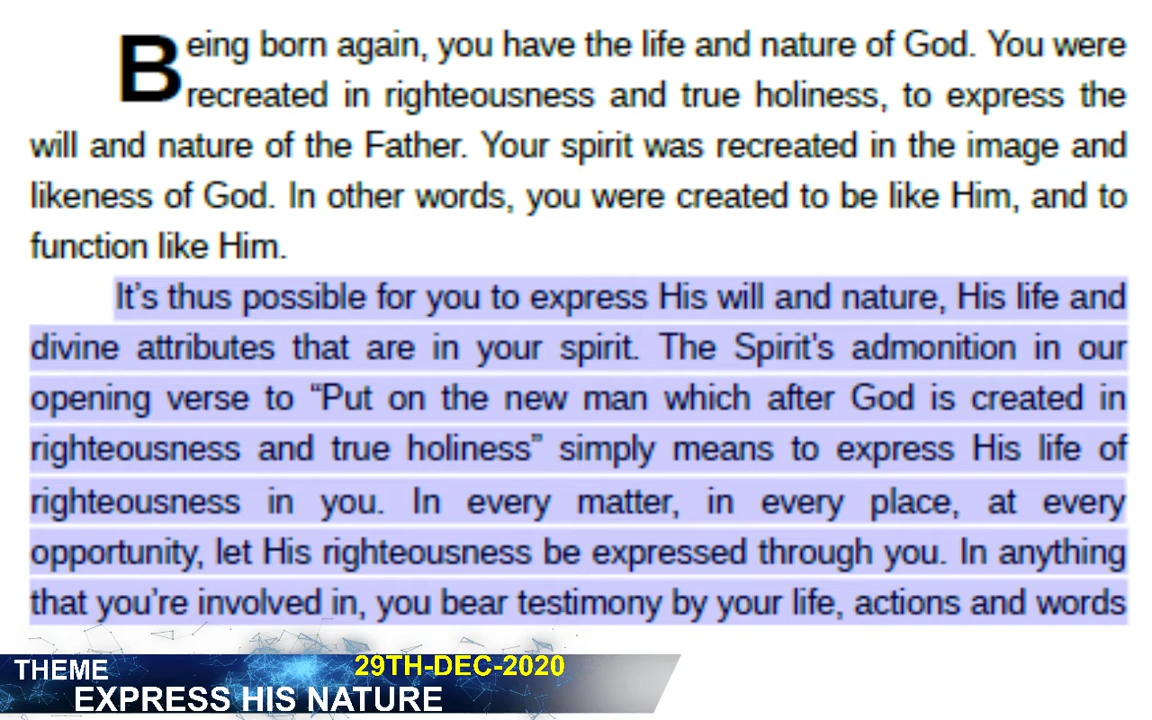 Being born again, you have the life and nature of God. You were
recreated in righteousness and true holiness, to express the
will and nature of the Father. Your spirit was recreated in the image and
likeness of God. In other words, you were created to be like Him, and to
function like Him.
It’s thus possible for you to express His will and nature, His life and
divine attributes that are in your spirit. The Spirit's admonition in our
opening verse to “Put on the new man which after God is created in
righteousness and true holiness” simply means to express His life of
righteousness in you. In every matter, in every place, at every
opportunity, let His righteousness be expressed through you. In anything
that you’re involved in, you bear testimony by your life, actions and words
THEME
29TH-DEC-2020
EXPRESS HIS NATURE